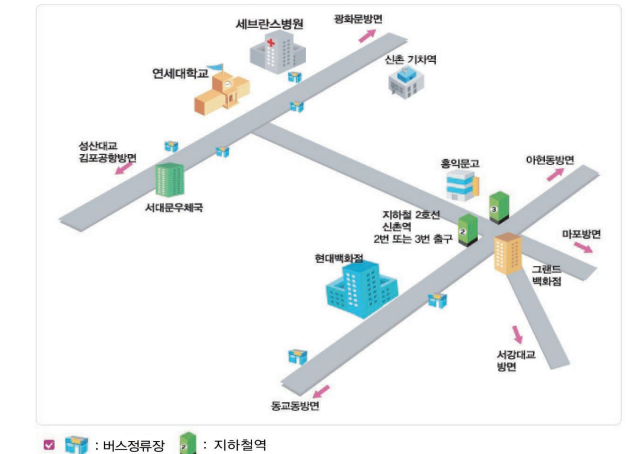 세브란스병원
광화문방면
신촌 기차역
연세대학교
성산대교
김포공항방면
서대문우체국
홍익문고
아현동방면
지하철 2호선
신촌역
2번 또는 3번 출구
2
3
마포방면
현대백화점
그랜드
백화점
서강대교
방면
동교동방면
: 버스정류장
2
: 지하철역